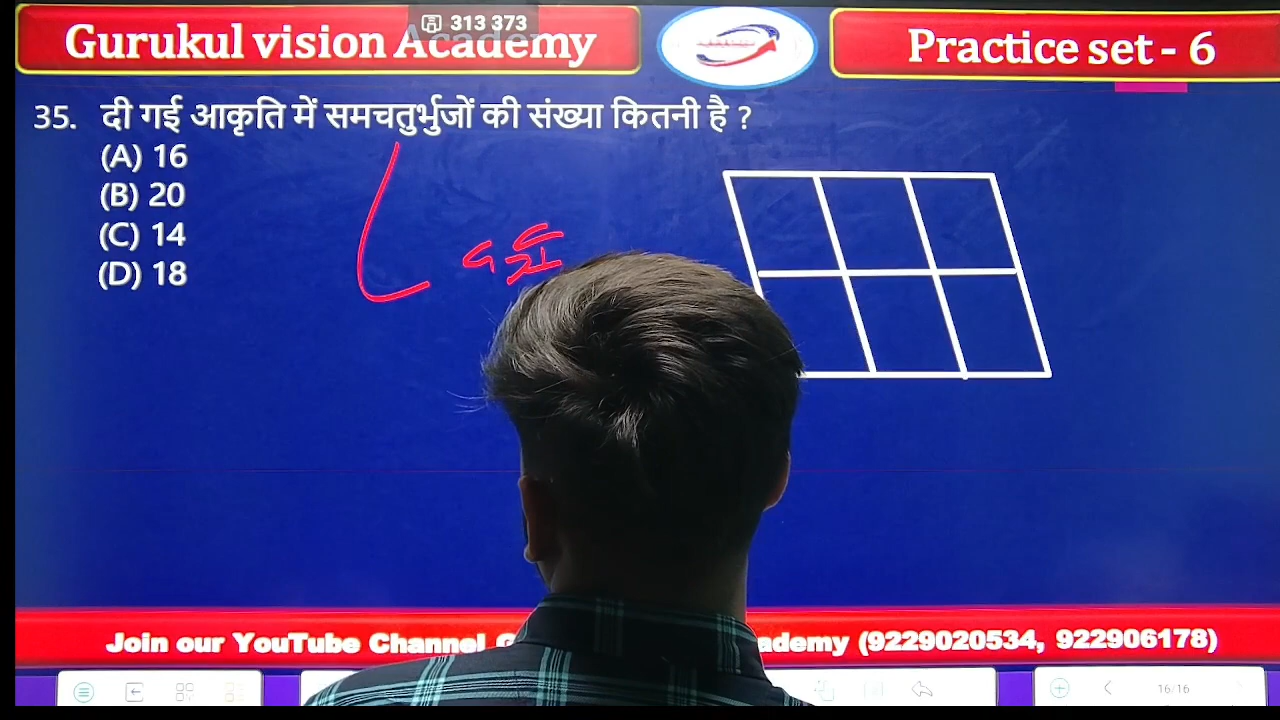 313 373
Gurukul vision Academy
Practice set - 6
35. दी गई आकृति में समचतुर्भुजों की संख्या कितनी है ?
(A) 16
(B) 20
(C) 14
(D) 18
Join our YouTube Channel G ademy (9229020534, 922906178)
16/16